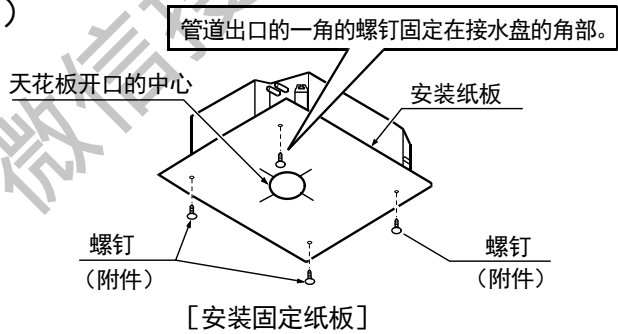 ）
管道出口的一角的螺钉固定在接水盘的角部。
天花板开口的中心
安装纸板
螺钉
（附件）
螺钉
（附件）
［安装固定纸板］
微信